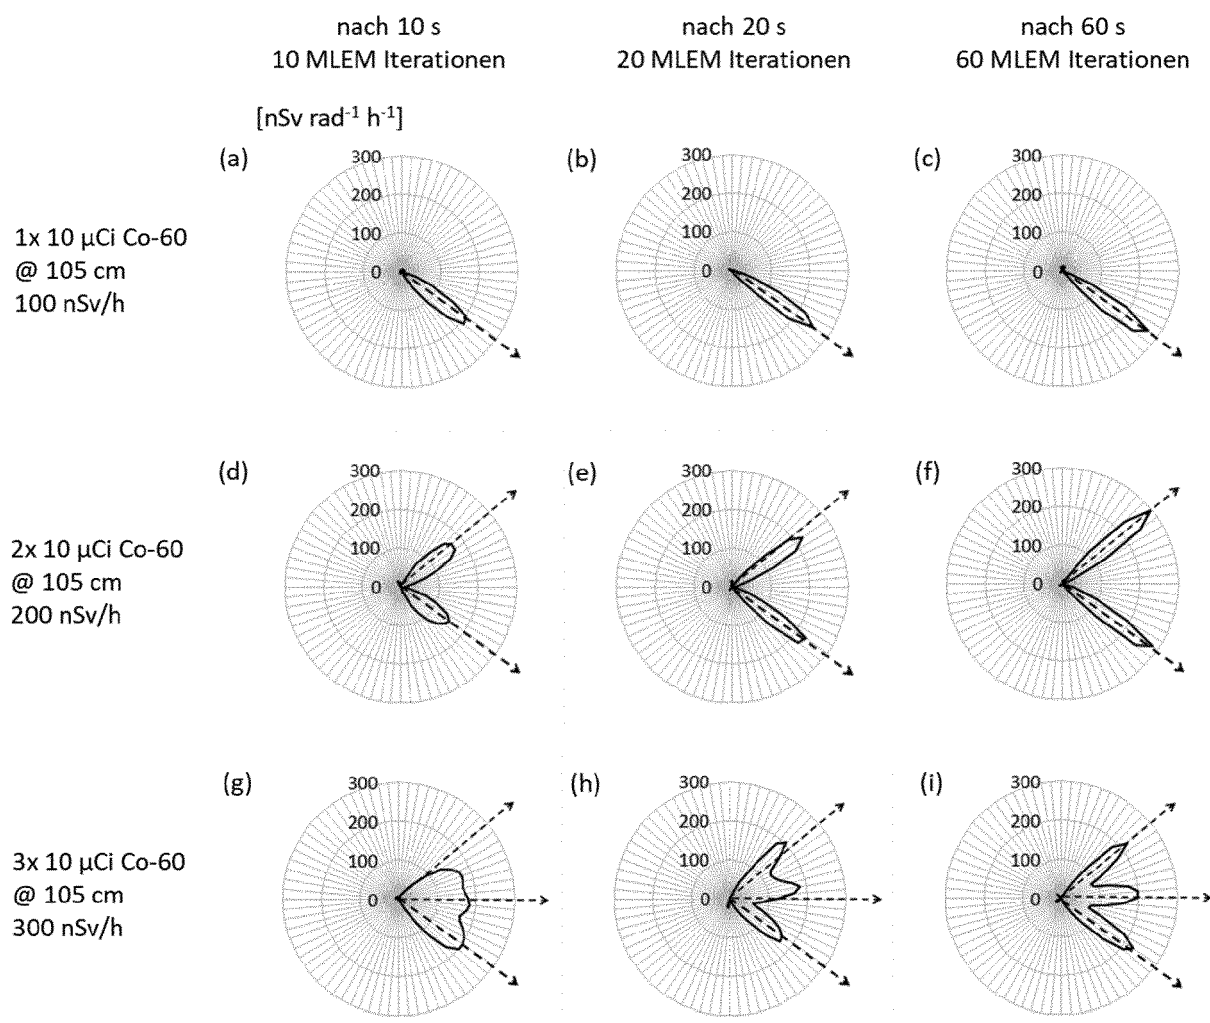 nach 10 s
10 MLEM Iterationen
nach 20 s
20 MLEM Iterationen
nach 60 s
60 MLEM Iterationen
[nSv rad⁻¹ h⁻¹]
1x 10 µCi Co-60
@ 105 cm
100 nSv/h
(a)
300
200
100
0
(b)
300
200
100
0
(c)
300
200
100
0
2x 10 µCi Co-60
@ 105 cm
200 nSv/h
(d)
300
200
100
0
(e)
300
200
100
0
(f)
300
200
100
0
3x 10 µCi Co-60
@ 105 cm
300 nSv/h
(g)
300
200
100
0
(h)
300
200
100
0
(i)
300
200
100
0